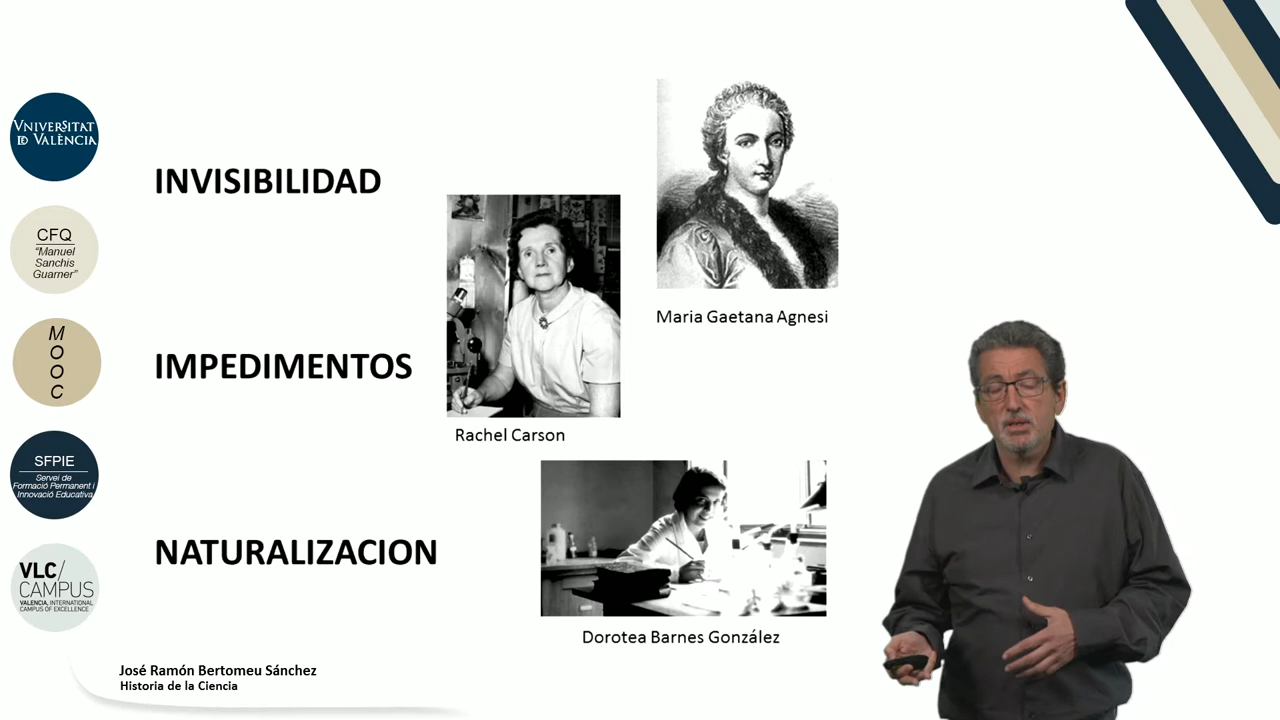 VNIVERSITAT
ID VALÈNCIA
CFQ
"Manuel
Sanchis
Guarner"
M
O
O
C
SFPIE
Servei de
Formació Permanent i
Innovació Educativa
VLC/
CAMPUS
VALENCIA, INTERNATIONAL
CAMPUS OF EXCELLENCE
INVISIBILIDAD
IMPEDIMENTOS
NATURALIZACION
Maria Gaetana Agnesi
Rachel Carson
Dorotea Barnes González
José Ramón Bertomeu Sánchez
Historia de la Ciencia